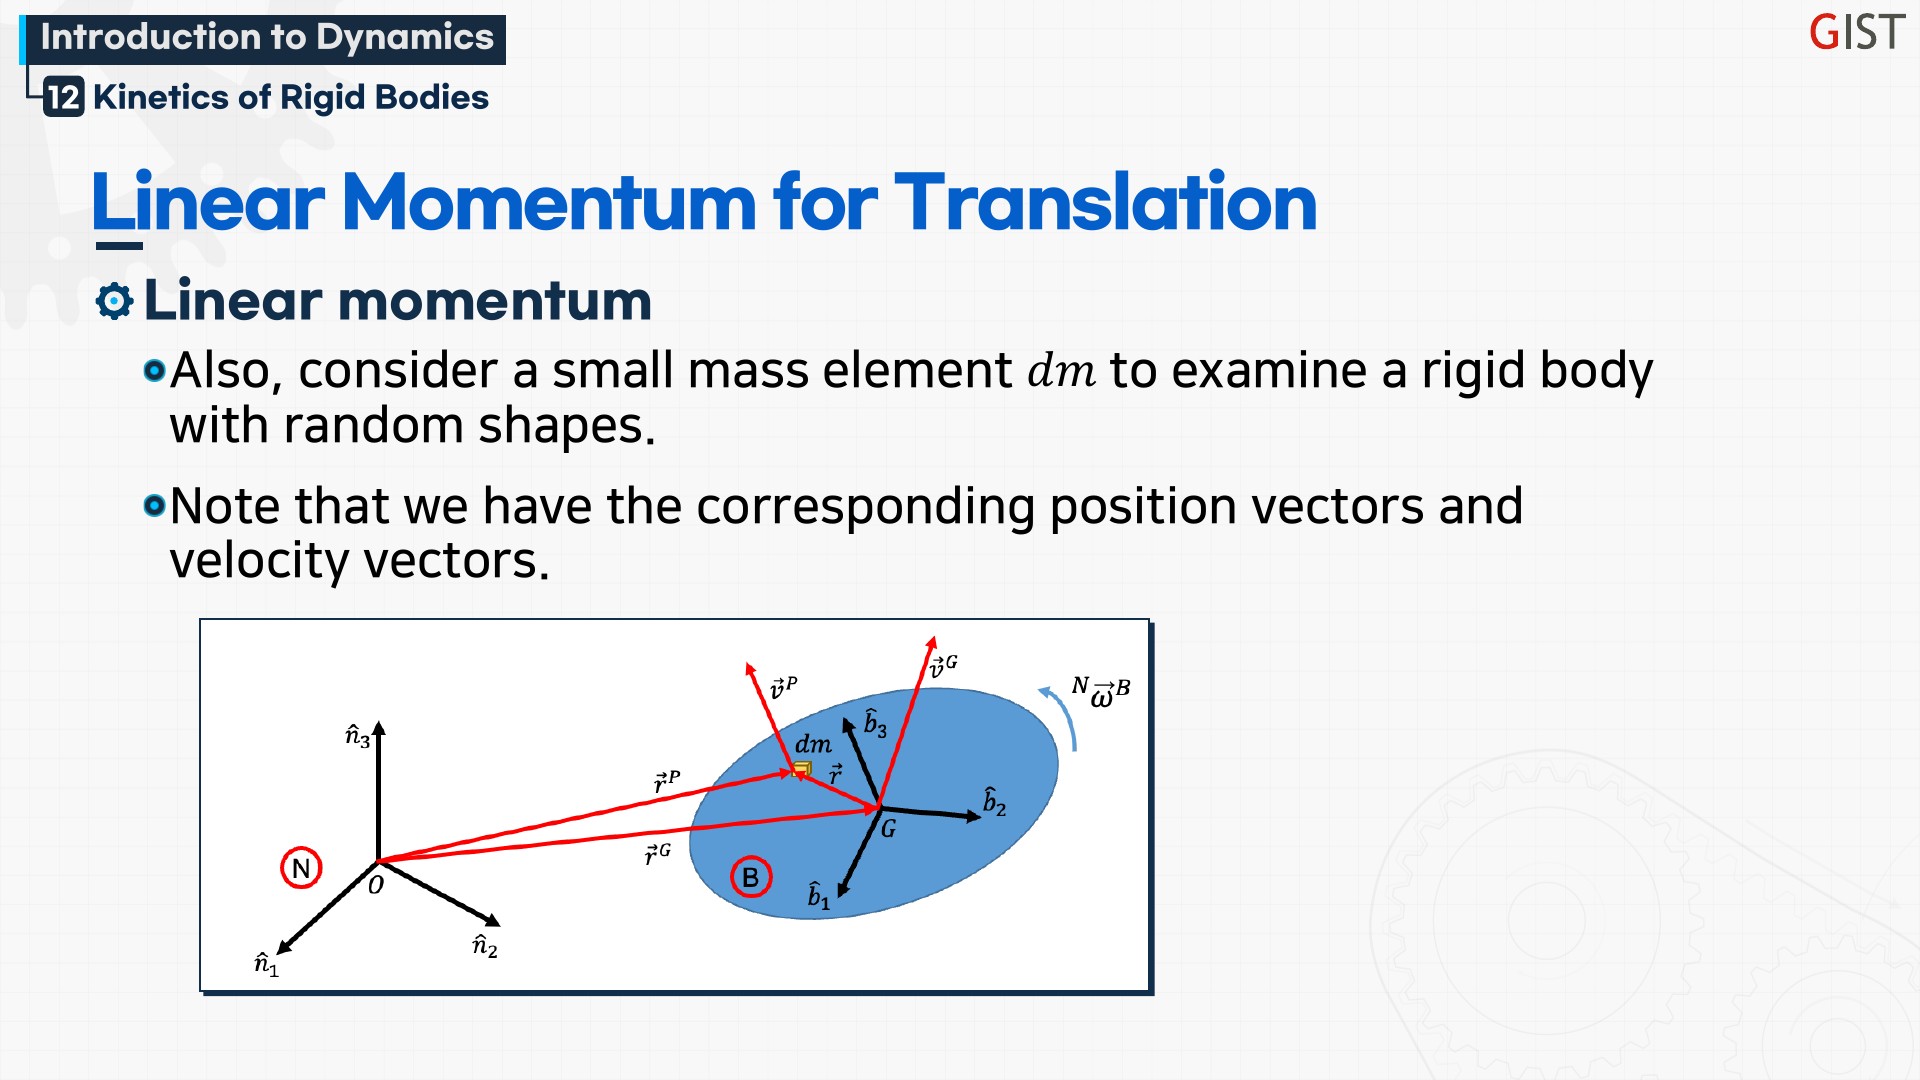 Introduction to Dynamics
GIST
12 Kinetics of Rigid Bodies
Linear Momentum for Translation
Linear momentum
Also, consider a small mass element 𝑑𝑚 to examine a rigid body
with random shapes.
Note that we have the corresponding position vectors and
velocity vectors.
v⃗ᴳ
v⃗ᴾ
ᴺω⃗ᴮ
b̂₃
n̂₃
dm
r⃗
r⃗ᴾ
b̂₂
G
r⃗ᴳ
N
B
O
b̂₁
n̂₂
n̂₁